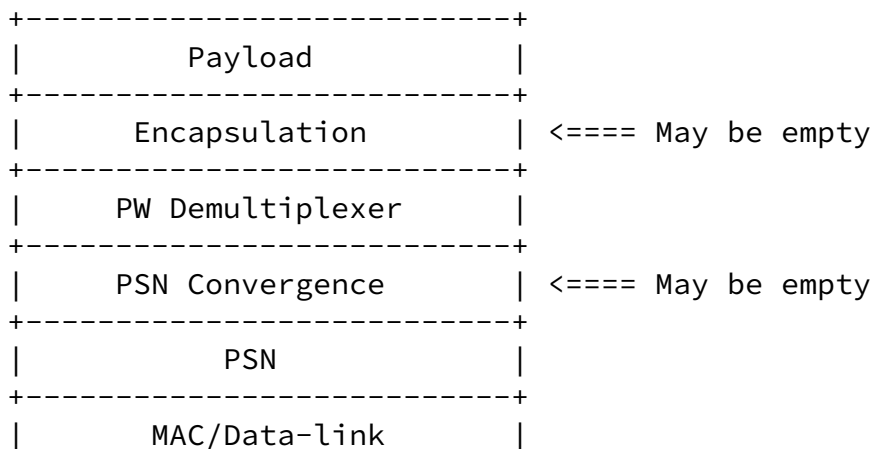 +---------------------------+
|          Payload          |
+---------------------------+
|       Encapsulation       | <==== May be empty
+---------------------------+
|      PW Demultiplexer     |
+---------------------------+
|      PSN Convergence      | <==== May be empty
+---------------------------+
|            PSN            |
+---------------------------+
|        MAC/Data-link      |